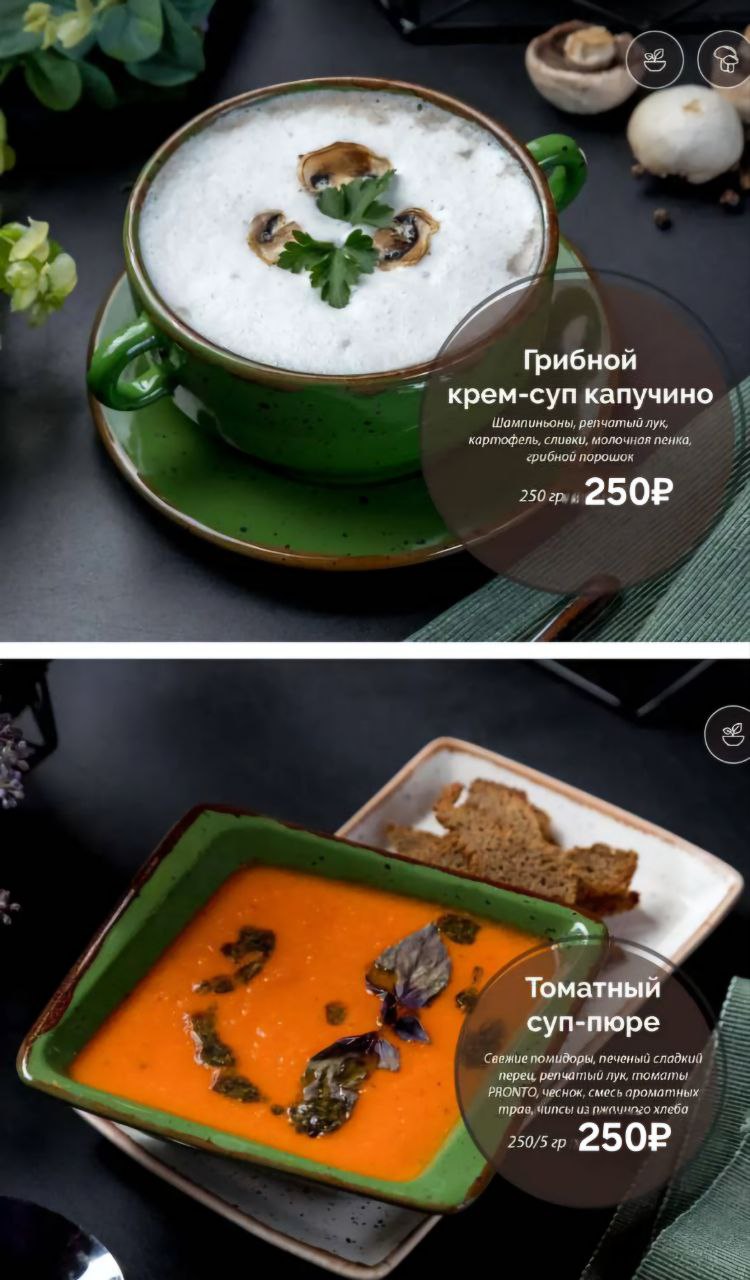 Грибной
крем-суп капучино
Шампиньоны, репчатый лук,
картофель, сливки, молочная пенка,
грибной порошок
250 гр 250₽
Томатный
суп-пюре
Свежие помидоры, печеный сладкий
перец, репчатый лук, томаты
PRONTO, чеснок, смесь ароматных
трав, чипсы из ржаного хлеба
250/5 гр 250₽